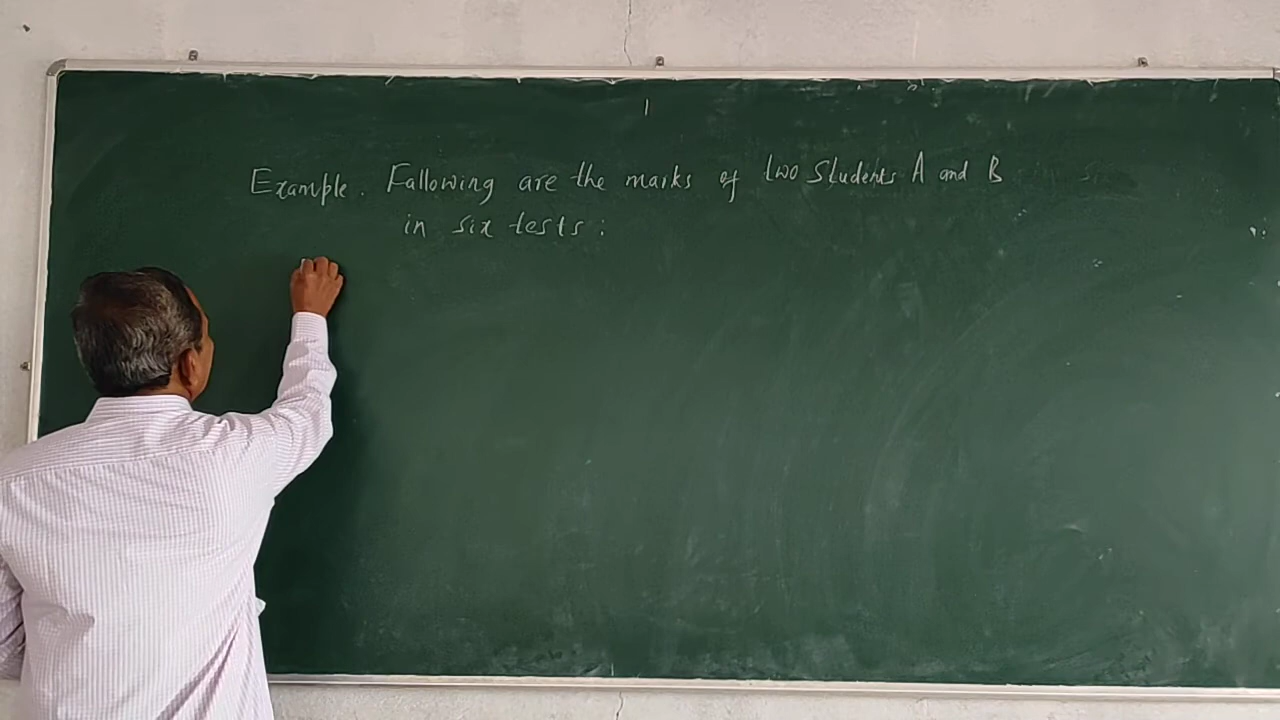 Example. Fallowing are the marks of two Students A and B
in six tests: